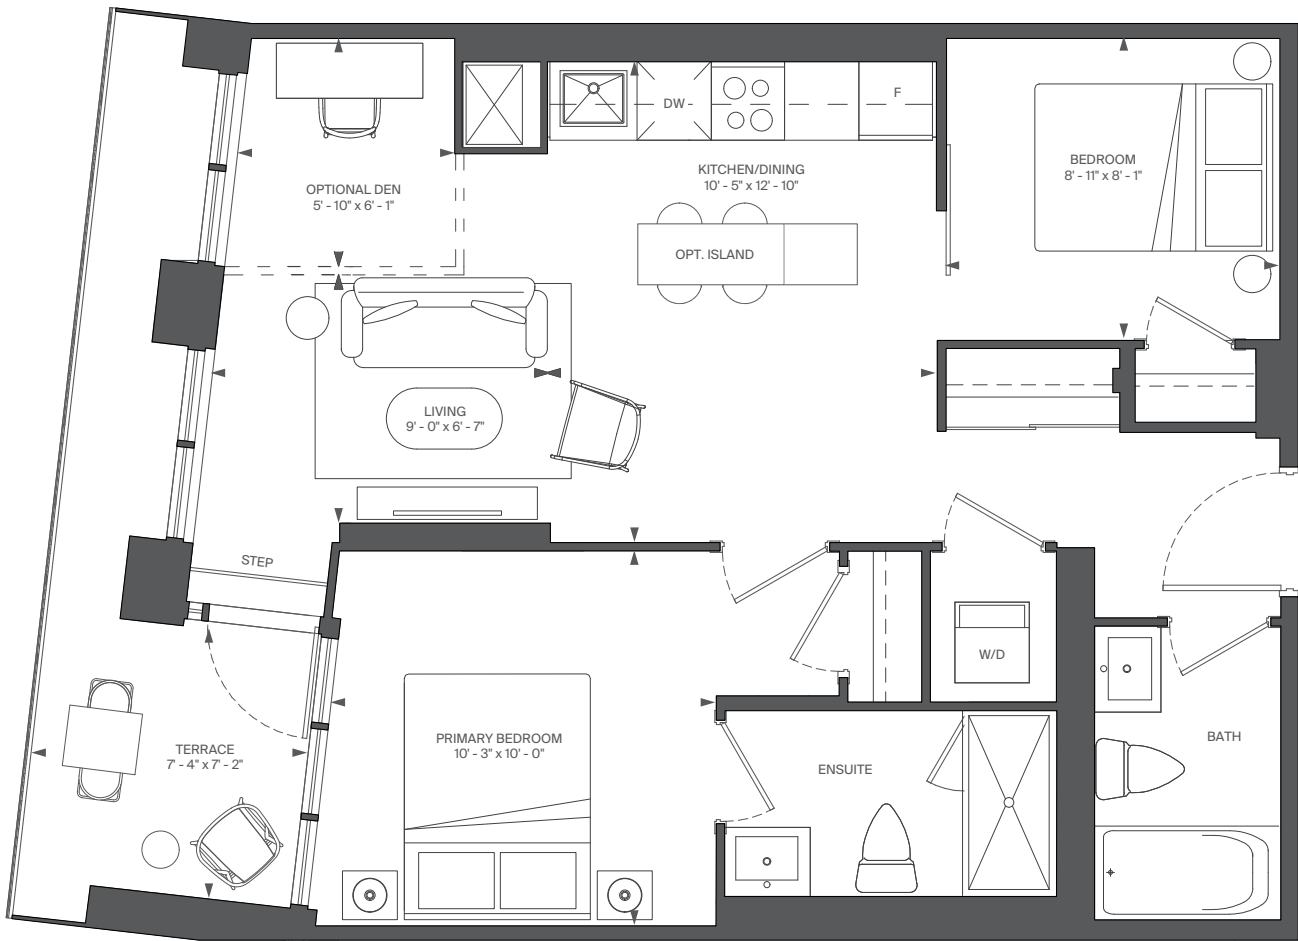 DW
F
KITCHEN/DINING
10' - 5" x 12' - 10"
BEDROOM
8' - 11" x 8' - 1"
OPTIONAL DEN
5' - 10" x 6' - 1"
OPT. ISLAND
LIVING
9' - 0" x 6' - 7"
STEP
W/D
PRIMARY BEDROOM
10' - 3" x 10' - 0"
TERRACE
7' - 4" x 7' - 2"
ENSUITE
BATH